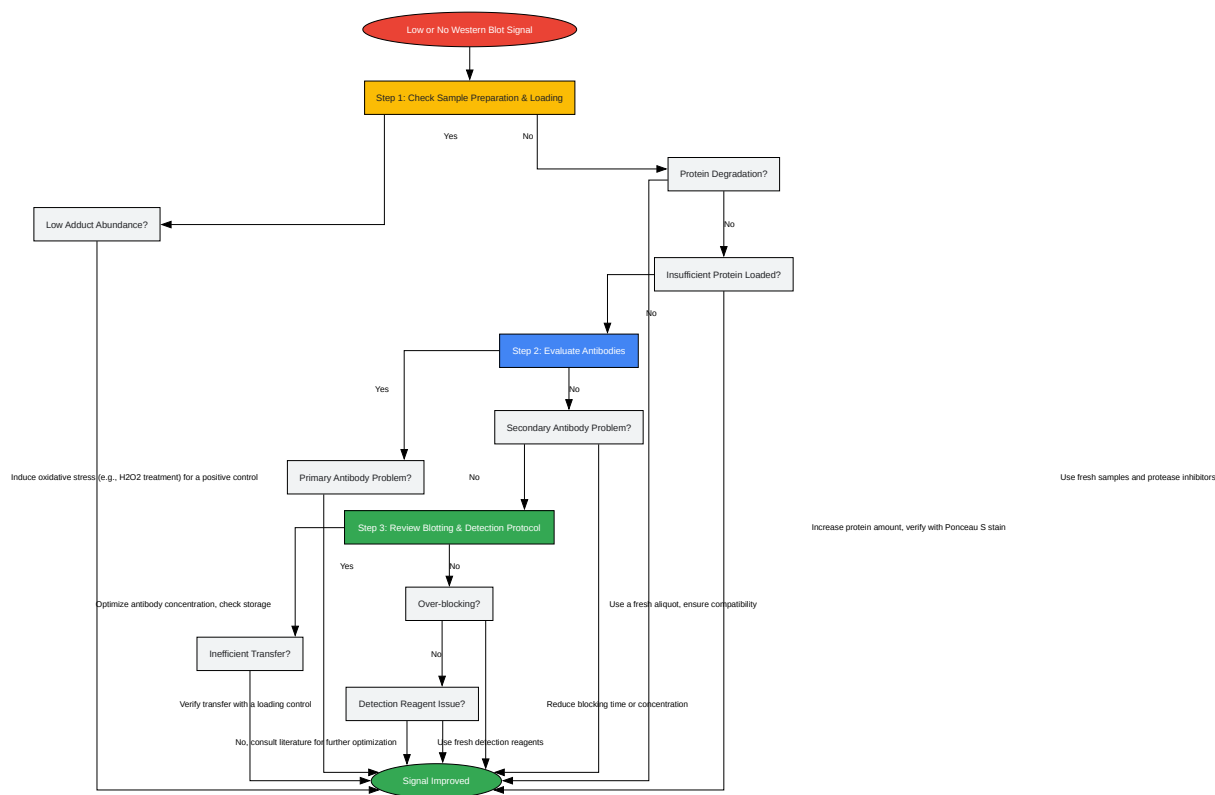 Low or No Western Blot Signal
Step 1: Check Sample Preparation & Loading
Yes
No
Protein Degradation?
Low Adduct Abundance?
No
Insufficient Protein Loaded?
No
Step 2: Evaluate Antibodies
Yes
No
Secondary Antibody Problem?
Induce oxidative stress (e.g., H2O2 treatment) for a positive control
Primary Antibody Problem?
No
Use fresh samples and protease inhibitors
Step 3: Review Blotting & Detection Protocol
Increase protein amount, verify with Ponceau S stain
Yes
No
Optimize antibody concentration, check storage
Over-blocking?
Use a fresh aliquot, ensure compatibility
Inefficient Transfer?
No
Verify transfer with a loading control
Detection Reagent Issue?
Reduce blocking time or concentration
No, consult literature for further optimization
Use fresh detection reagents
Signal Improved